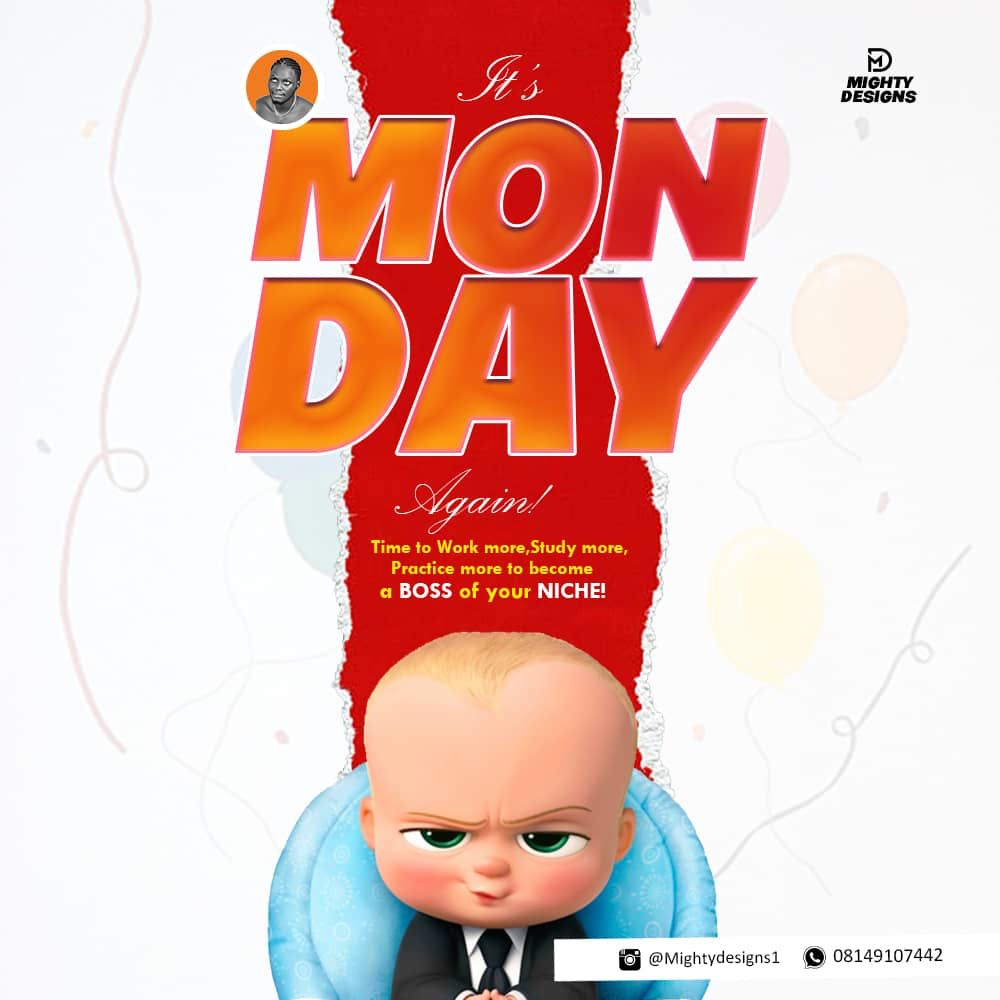 It's
MIGHTY
DESIGNS
MON
DAY
Again!
Time to Work more,Study more,
Practice more to become
a BOSS of your NICHE!
@Mightydesigns1 08149107442